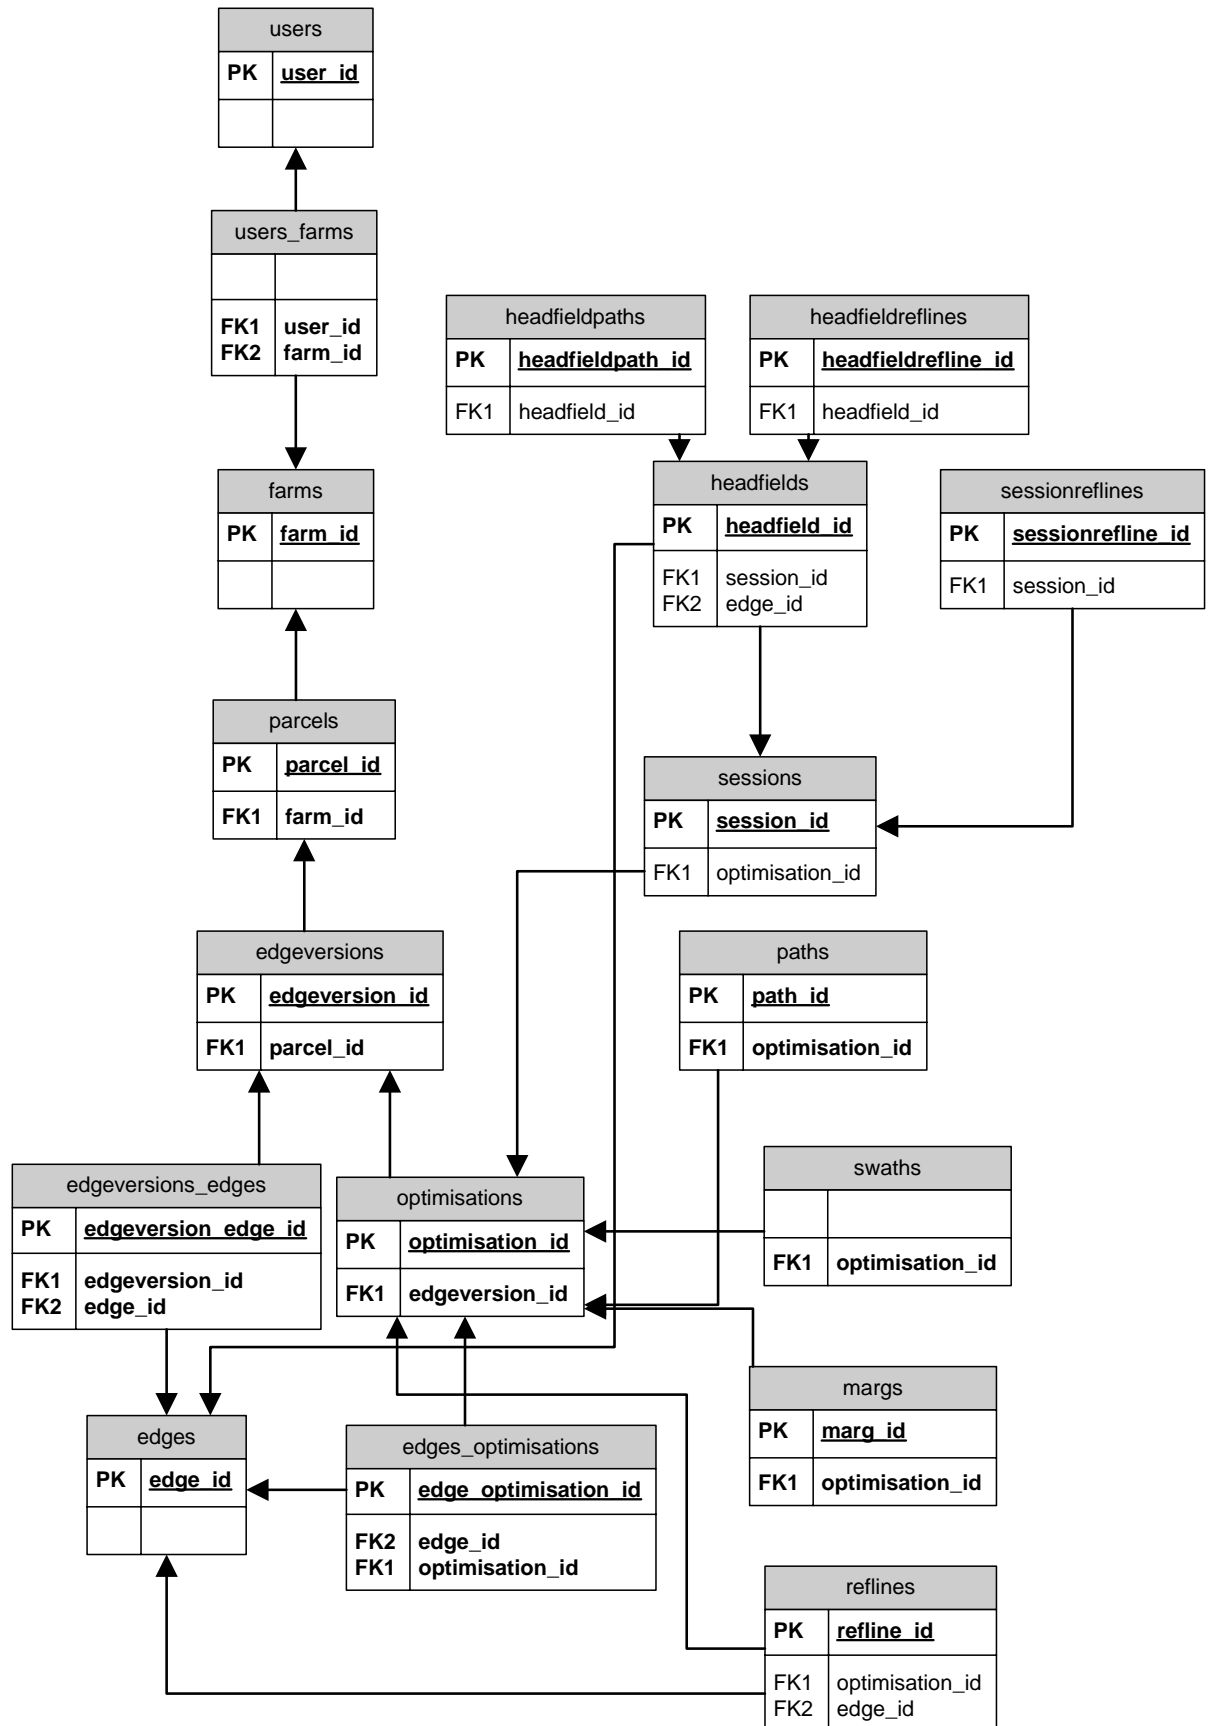 users
PK user_id
users_farms
FK1 user_id
FK2 farm_id
headfieldpaths
PK headfieldpath_id
FK1 headfield_id
headfieldreflines
PK headfieldrefline_id
FK1 headfield_id
farms
PK farm_id
headfields
PK headfield_id
FK1 session_id
FK2 edge_id
sessionreflines
PK sessionrefline_id
FK1 session_id
parcels
PK parcel_id
FK1 farm_id
sessions
PK session_id
FK1 optimisation_id
edgeversions
PK edgeversion_id
FK1 parcel_id
paths
PK path_id
FK1 optimisation_id
edgeversions_edges
PK edgeversion_edge_id
FK1 edgeversion_id
FK2 edge_id
optimisations
PK optimisation_id
FK1 edgeversion_id
swaths
FK1 optimisation_id
margs
PK marg_id
FK1 optimisation_id
edges
PK edge_id
edges_optimisations
PK edge_optimisation_id
FK2 edge_id
FK1 optimisation_id
reflines
PK refline_id
FK1 optimisation_id
FK2 edge_id